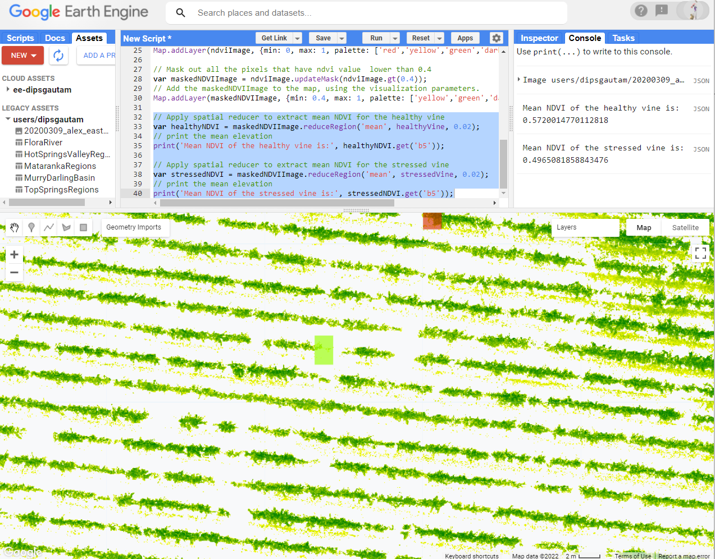 Google Earth Engine
Search places and datasets...
Scripts Docs Assets
NEW
ADD A PR
CLOUD ASSETS
ee-dipsgautam
LEGACY ASSETS
users/dipsgautam
20200309_alex_east...
FloraRiver
HotSpringsValleyReg...
MatarankaRegions
MurryDarlingBasin
TopSpringsRegions
New Script *
Get Link Save Run Reset Apps
25 Map.addLayer(ndviImage, {min: 0, max: 1, palette: ['red','yellow','green','dar
26
27 // Mask out all the pixels that have ndvi value lower than 0.4
28 var maskedNDVIImage = ndviImage.updateMask(ndviImage.gt(0.4));
29 // Add the maskedNDVIImage to the map, using the visualization parameters.
30 Map.addLayer(maskedNDVIImage, {min: 0.4, max: 1, palette: ['yellow','green','d
31
32 // Apply spatial reducer to extract mean NDVI for the healthy vine
33 var healthyNDVI = maskedNDVIImage.reduceRegion('mean', healthyVine, 0.02);
34 // print the mean elevation
35 print('Mean NDVI of the healthy vine is:', healthyNDVI.get('b5'));
36
37 // Apply spatial reducer to extract mean NDVI for the stressed vine
38 var stressedNDVI = maskedNDVIImage.reduceRegion('mean', stressedVine, 0.02);
39 // print the mean elevation
40 print('Mean NDVI of the stressed vine is:', stressedNDVI.get('b5'));
Inspector Console Tasks
Use print(...) to write to this console.
Image users/dipsgautam/20200309_a... JSON
Mean NDVI of the healthy vine is: JSON
0.5720014770112818
Mean NDVI of the stressed vine is: JSON
0.4965081858843476
Geometry Imports
Layers
Map Satellite
+
−
Google
Keyboard shortcuts Map data ©2022 2 m Terms of Use Report a map error